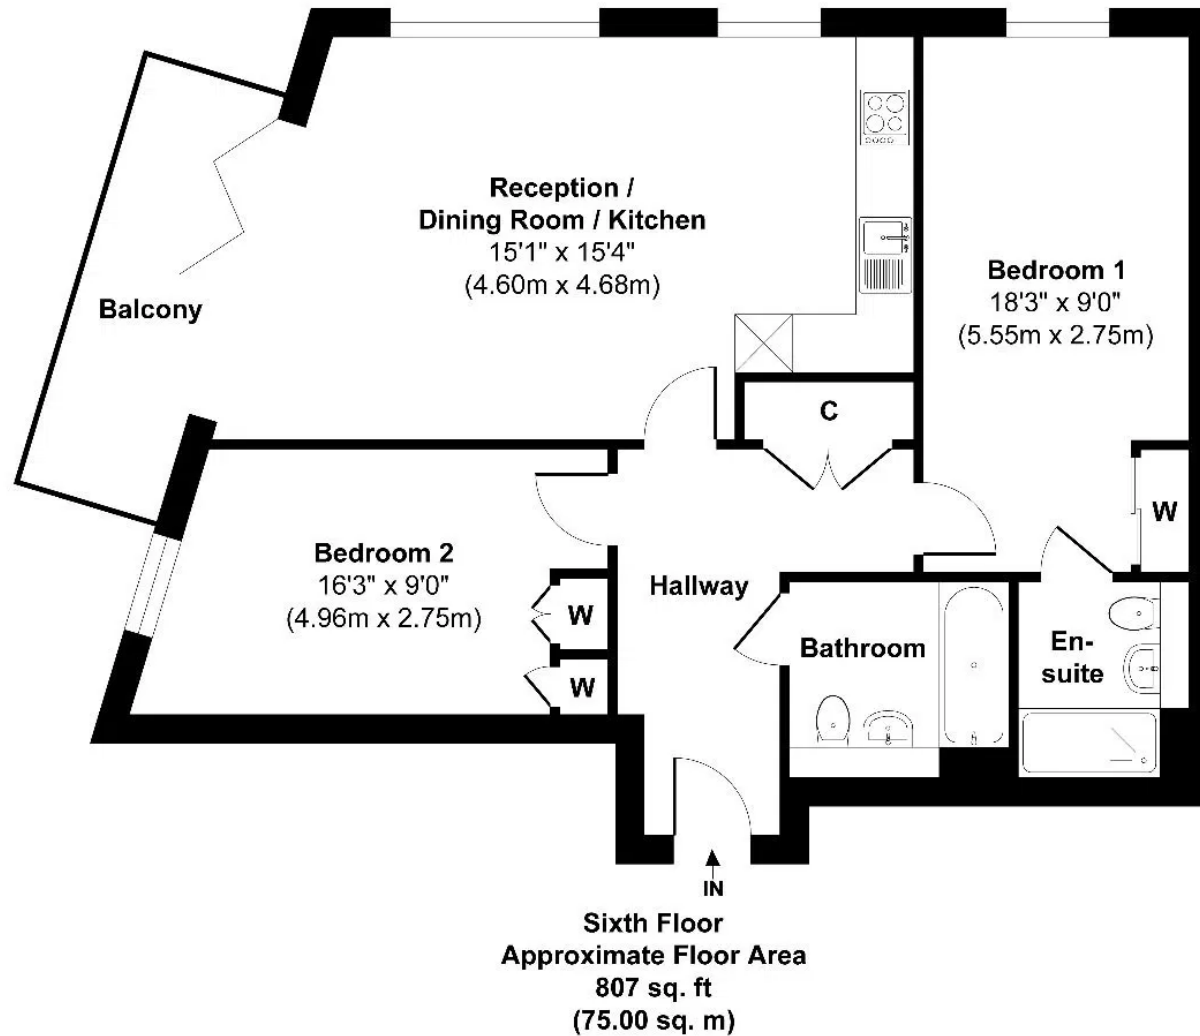 Reception /
Dining Room / Kitchen
15'1" x 15'4"
(4.60m x 4.68m)
Balcony
Bedroom 1
18'3" x 9'0"
(5.55m x 2.75m)
C
W
Bedroom 2
16'3" x 9'0"
(4.96m x 2.75m)
W
W
Hallway
Bathroom
En-
suite
IN
Sixth Floor
Approximate Floor Area
807 sq. ft
(75.00 sq. m)